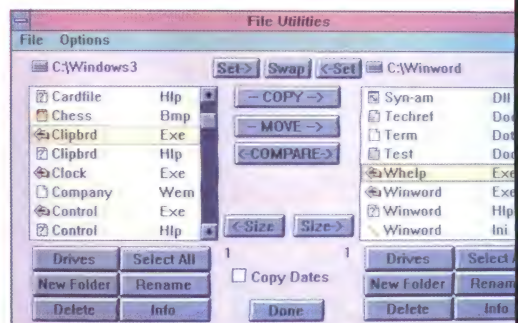 File Utilities
File Options
C:\Windows3
Set-> Swap <-Set
C:\Winword
Cardfile Hlp
Chess Bmp
Clipbrd Exe
Clipbrd Hlp
Clock Exe
Company Wem
Control Exe
Control Hlp
-- COPY -->
-- MOVE -->
<-COMPARE->
<-Size Size->
1 1
Copy Dates
Done
Syn-am Dll
Techref Doc
Term Dot
Test Doc
Whelp Exe
Winword Exe
Winword Hlp
Winword Ini
Drives Select All
New Folder Rename
Delete Info
Drives Select A
New Folder Renam
Delete Info